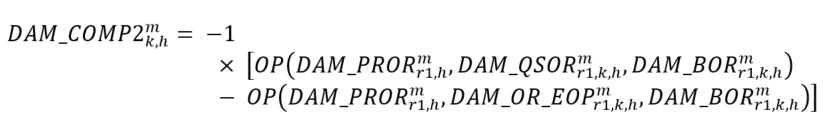 DAM_COMP2^m_{k,h} = −1
× [OP(DAM_PROR^m_{r1,h}, DAM_QSOR^m_{r1,k,h}, DAM_BOR^m_{r1,k,h})
− OP(DAM_PROR^m_{r1,h}, DAM_OR_EOP^m_{r1,k,h}, DAM_BOR^m_{r1,k,h})]